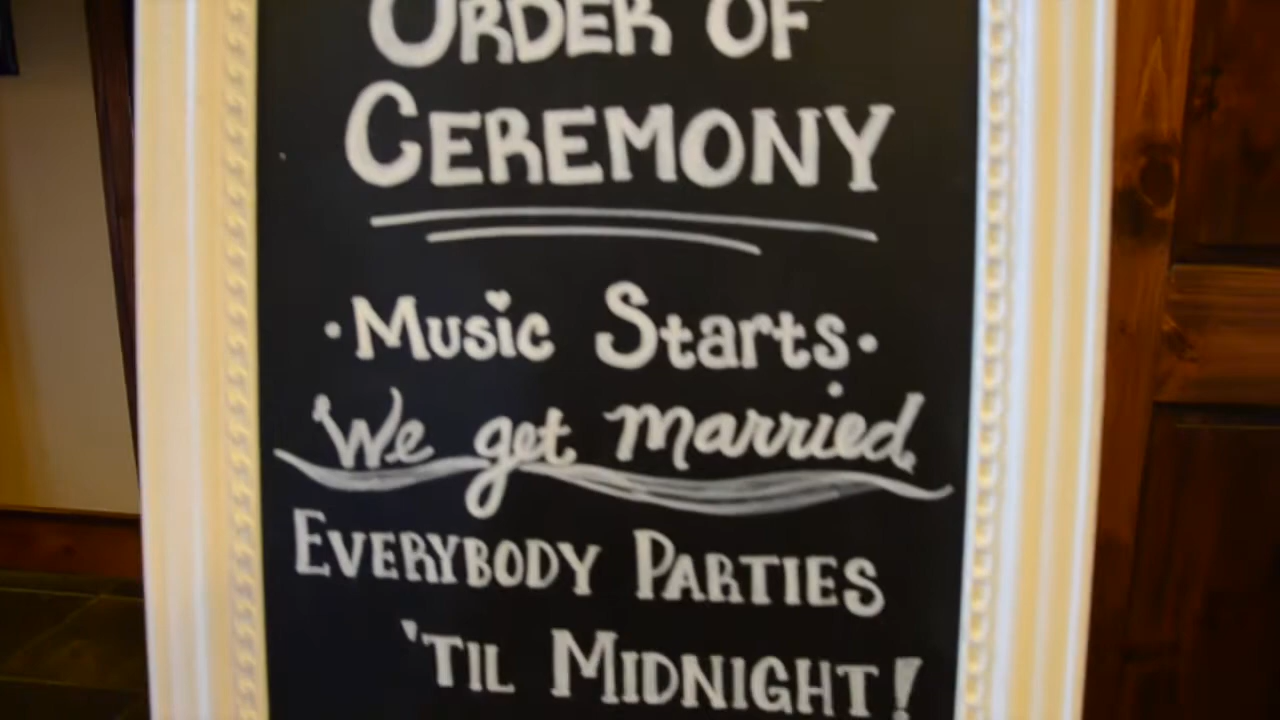 ORDER OF
CEREMONY
·Music Starts·
We get married
EVERYBODY PARTIES
'TIL MIDNIGHT!